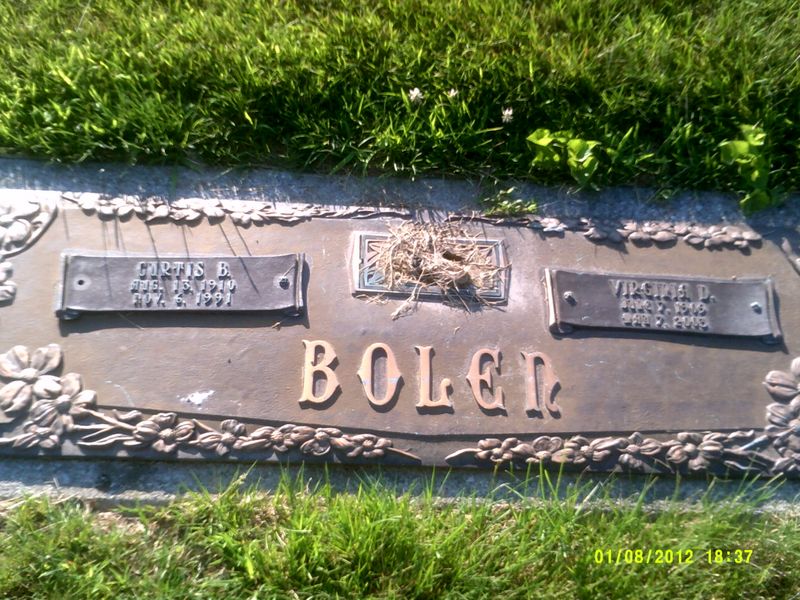 CURTIS B.
AUG. 13, 1910
NOV. 6, 1991
VIRGINIA D.
BOLEN
01/08/2012 18:37